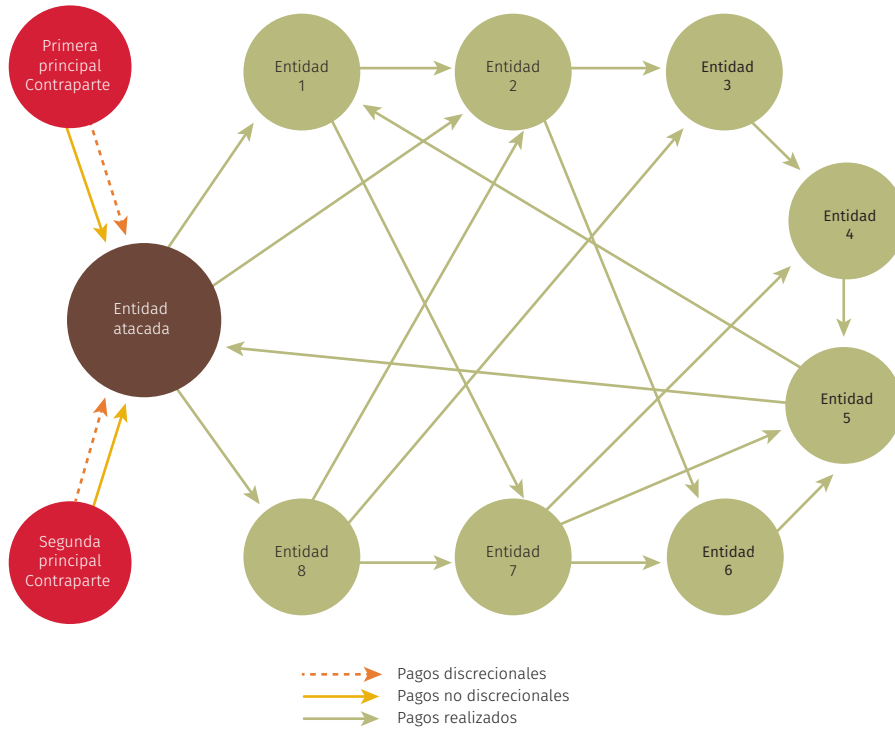 Primera
principal
Contraparte
Entidad
1
Entidad
2
Entidad
3
Entidad
4
Entidad
atacada
Entidad
5
Segunda
principal
Contraparte
Entidad
8
Entidad
7
Entidad
6
Pagos discrecionales
Pagos no discrecionales
Pagos realizados